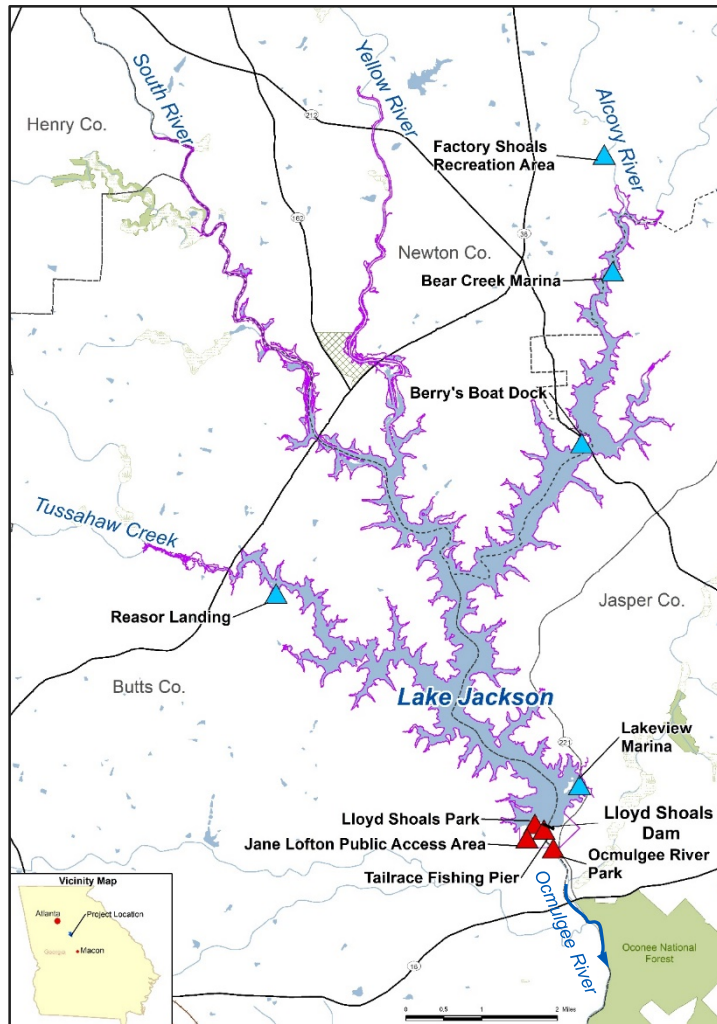 South River
Yellow River
Alcovy River
Henry Co.
212
Factory Shoals
Recreation Area
162
36
Newton Co.
Bear Creek Marina
Berry's Boat Dock
Tussahaw Creek
Reasor Landing
Jasper Co.
Butts Co.
Lake Jackson
221
Lakeview
Marina
Lloyd Shoals Park
Lloyd Shoals
Dam
Jane Lofton Public Access Area
Ocmulgee River
Park
Tailrace Fishing Pier
Ocmulgee River
Oconee National
Forest
16
Vicinity Map
Atlanta
Project Location
Georgia
Macon
0 0.5 1 2
Miles